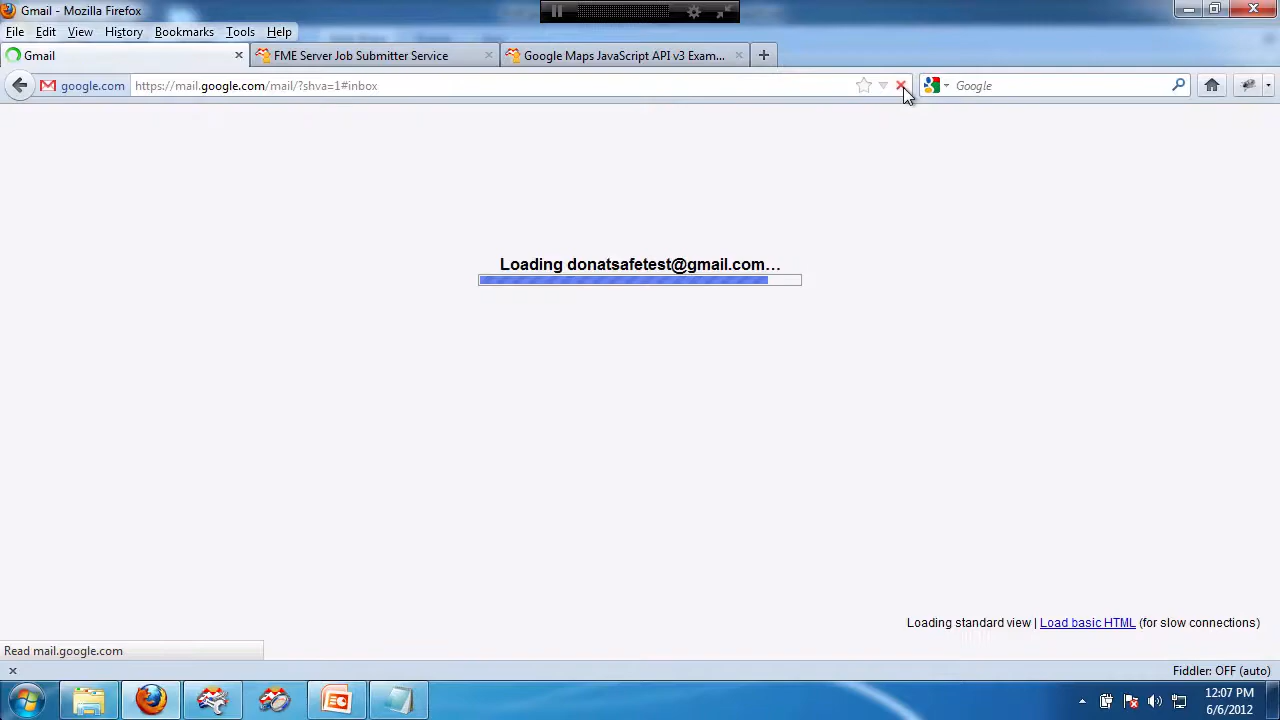 Gmail - Mozilla Firefox
File Edit View History Bookmarks Tools Help
Gmail FME Server Job Submitter Service Google Maps JavaScript API v3 Exam...
google.com https://mail.google.com/mail/?shva=1#inbox Google
Loading donatsafetest@gmail.com…
Loading standard view | Load basic HTML (for slow connections)
Read mail.google.com
Fiddler: OFF (auto)
12:07 PM
6/6/2012